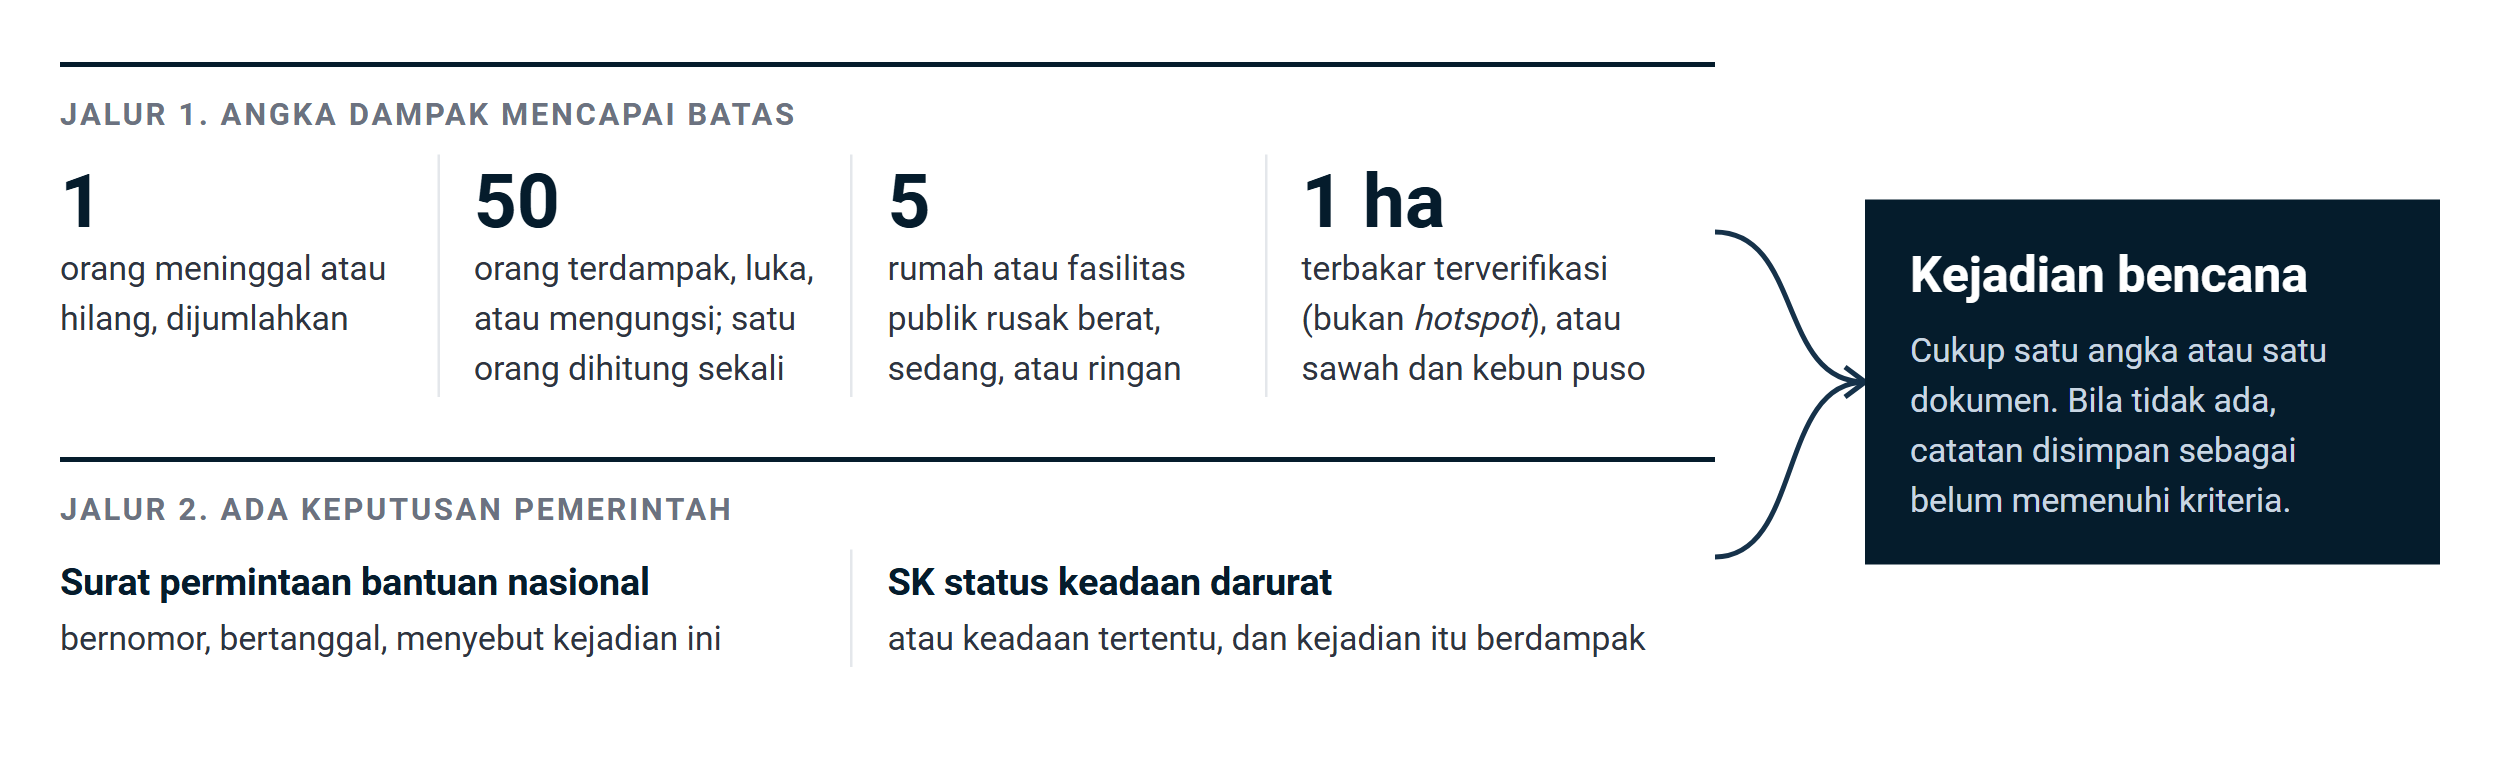 JALUR 1. ANGKA DAMPAK MENCAPAI BATAS
1
orang meninggal atau
hilang, dijumlahkan
50
orang terdampak, luka,
atau mengungsi; satu
orang dihitung sekali
5
rumah atau fasilitas
publik rusak berat,
sedang, atau ringan
1 ha
terbakar terverifikasi
(bukan hotspot), atau
sawah dan kebun puso
JALUR 2. ADA KEPUTUSAN PEMERINTAH
Surat permintaan bantuan nasional
bernomor, bertanggal, menyebut kejadian ini
SK status keadaan darurat
atau keadaan tertentu, dan kejadian itu berdampak
Kejadian bencana
Cukup satu angka atau satu
dokumen. Bila tidak ada,
catatan disimpan sebagai
belum memenuhi kriteria.